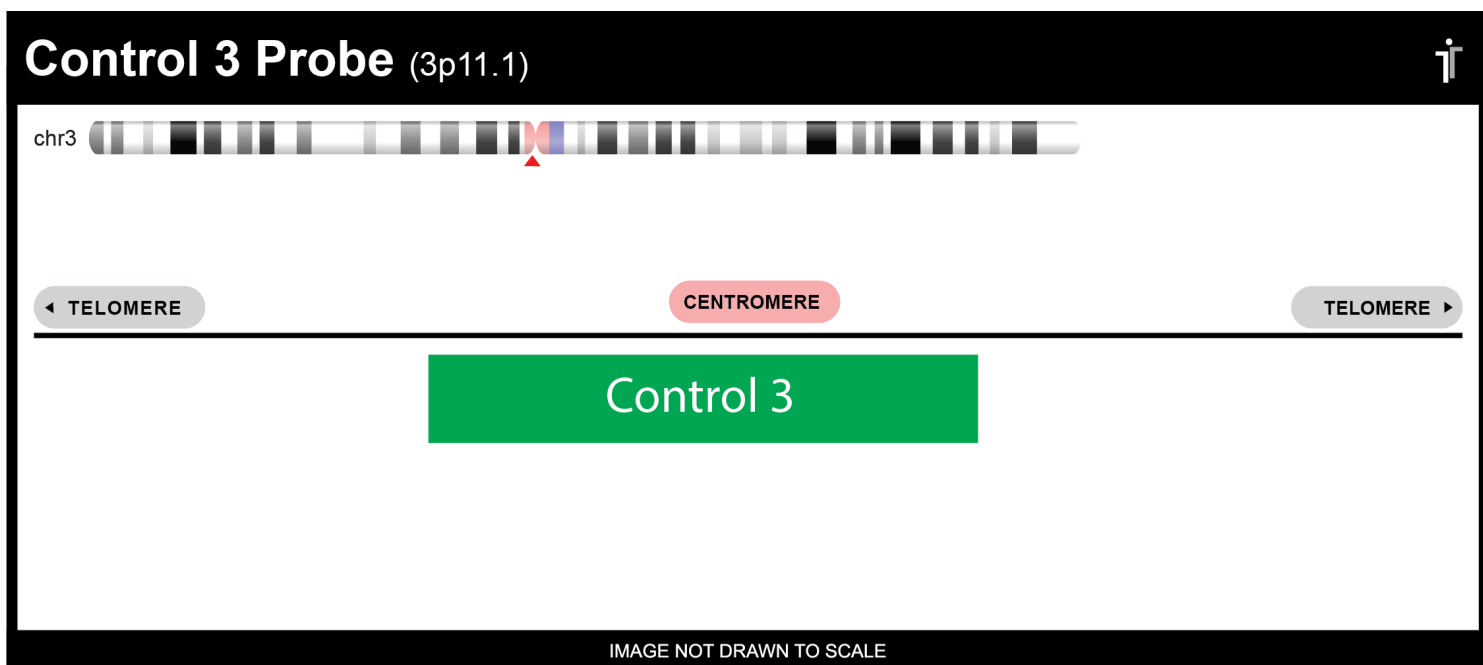 Control 3 Probe (3p11.1)
chr3
TELOMERE
CENTROMERE
TELOMERE
Control 3
IMAGE NOT DRAWN TO SCALE